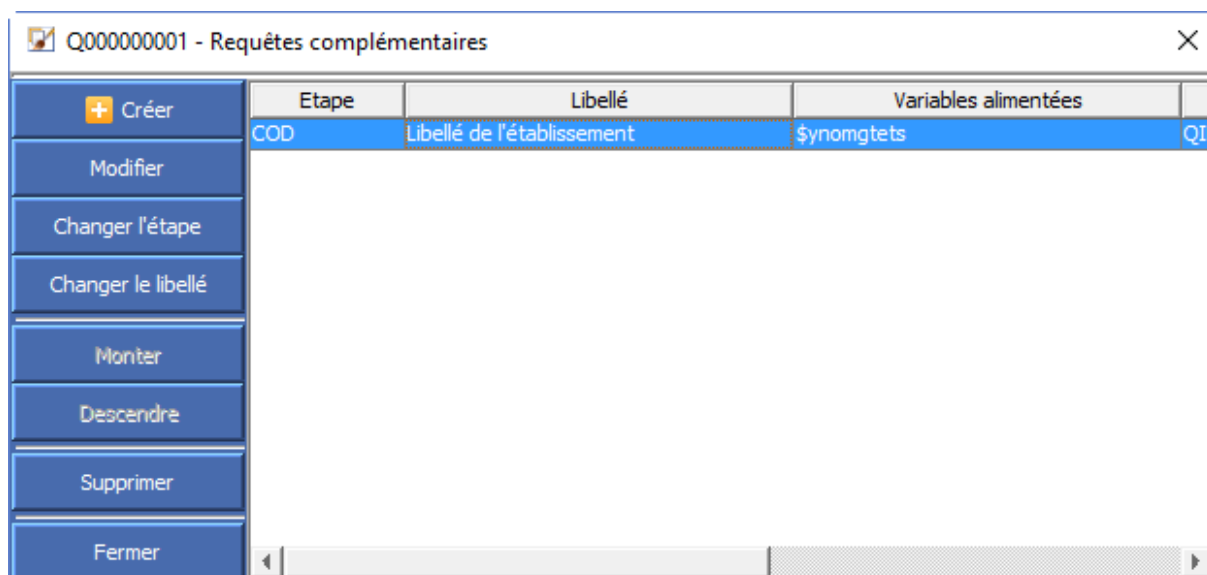 Q000000001 - Requêtes complémentaires
Créer
Modifier
Changer l'étape
Changer le libellé
Monter
Descendre
Supprimer
Fermer
Etape Libellé Variables alimentées
COD Libellé de l'établissement $ynomgtets QI